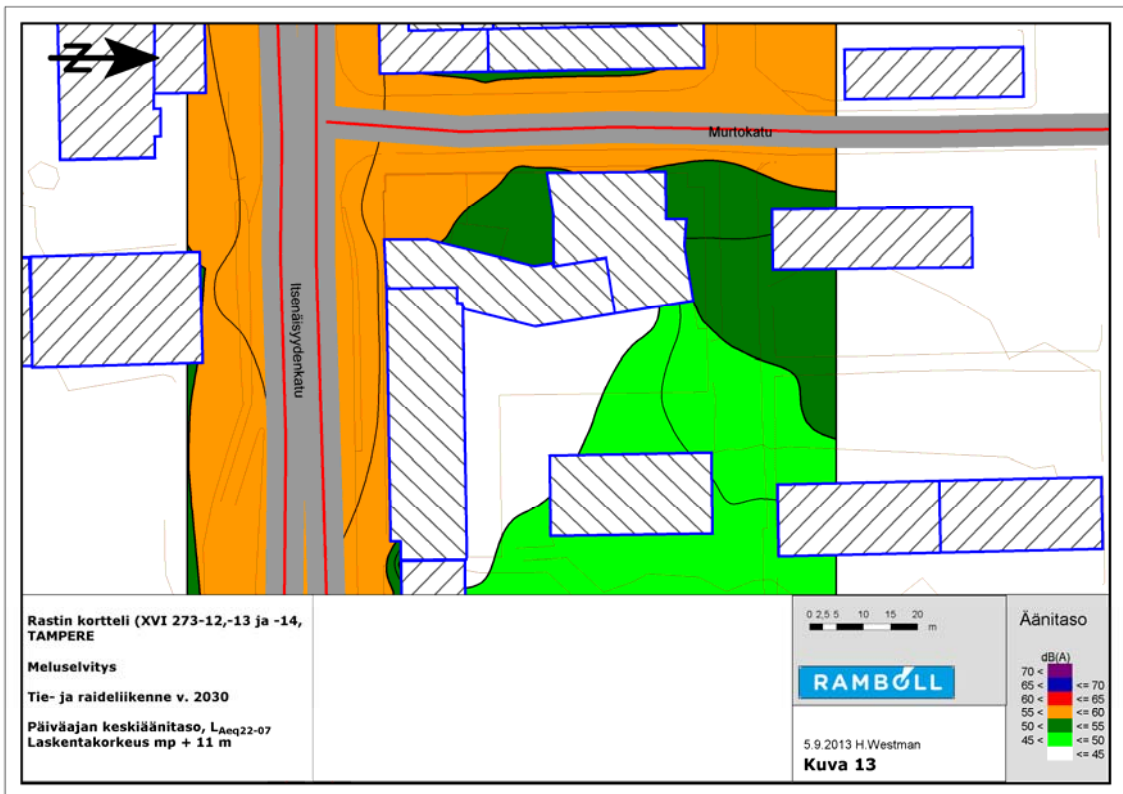 Z
Murtokatu
Itsenäisyydenkatu
Rastin kortteli (XVI 273-12,-13 ja -14,
TAMPERE
Meluselvitys
Tie- ja raideliikenne v. 2030
Päiväajan keskiäänitaso, LAeq22-07
Laskentakorkeus mp + 11 m
0 2,5 5 10 15 20
m
RAMBOLL
5.9.2013 H.Westman
Kuva 13
Äänitaso
dB(A)
70 <
65 < <= 70
60 < <= 65
55 < <= 60
50 < <= 55
45 < <= 50
<= 45